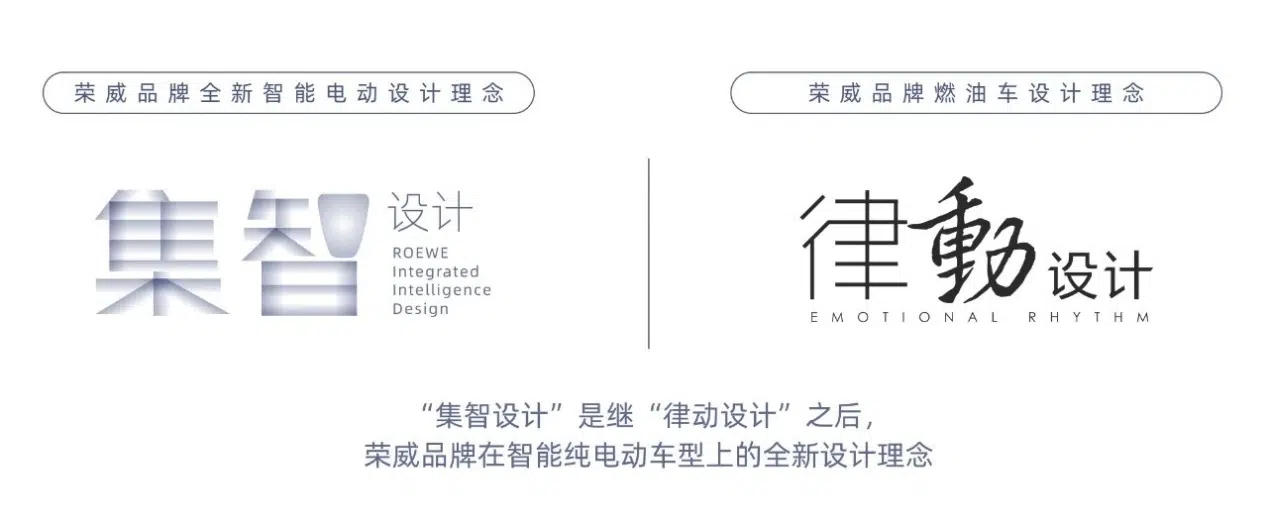 荣威品牌全新智能电动设计理念
集智设计
ROEWE
Integrated
Intelligence
Design
荣威品牌燃油车设计理念
律動设计
EMOTIONAL RHYTHM
“集智设计”是继“律动设计”之后，
荣威品牌在智能纯电动车型上的全新设计理念